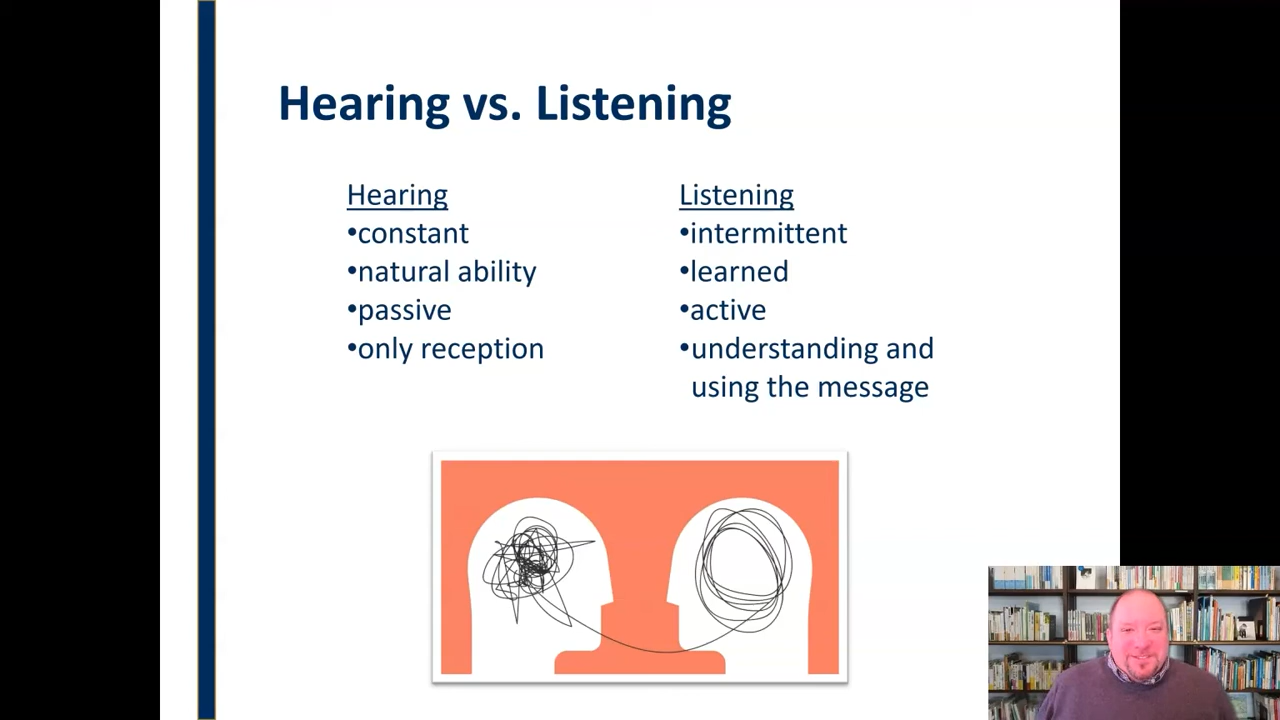 Hearing vs. Listening
Hearing
•constant
•natural ability
•passive
•only reception
Listening
•intermittent
•learned
•active
•understanding and
using the message